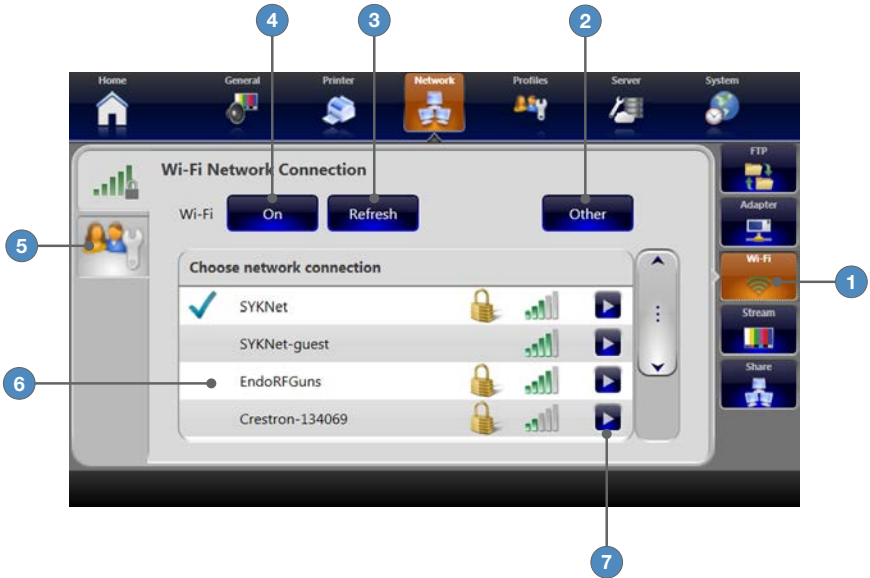 4 3 2
Home General Printer Network Profiles Server System
FTP
Wi-Fi Network Connection
Wi-Fi On Refresh Other
Adapter
5
Choose network connection
Wi-Fi
1
SYKNet
Stream
SYKNet-guest
Share
6
EndoRFGuns
Crestron-134069
7